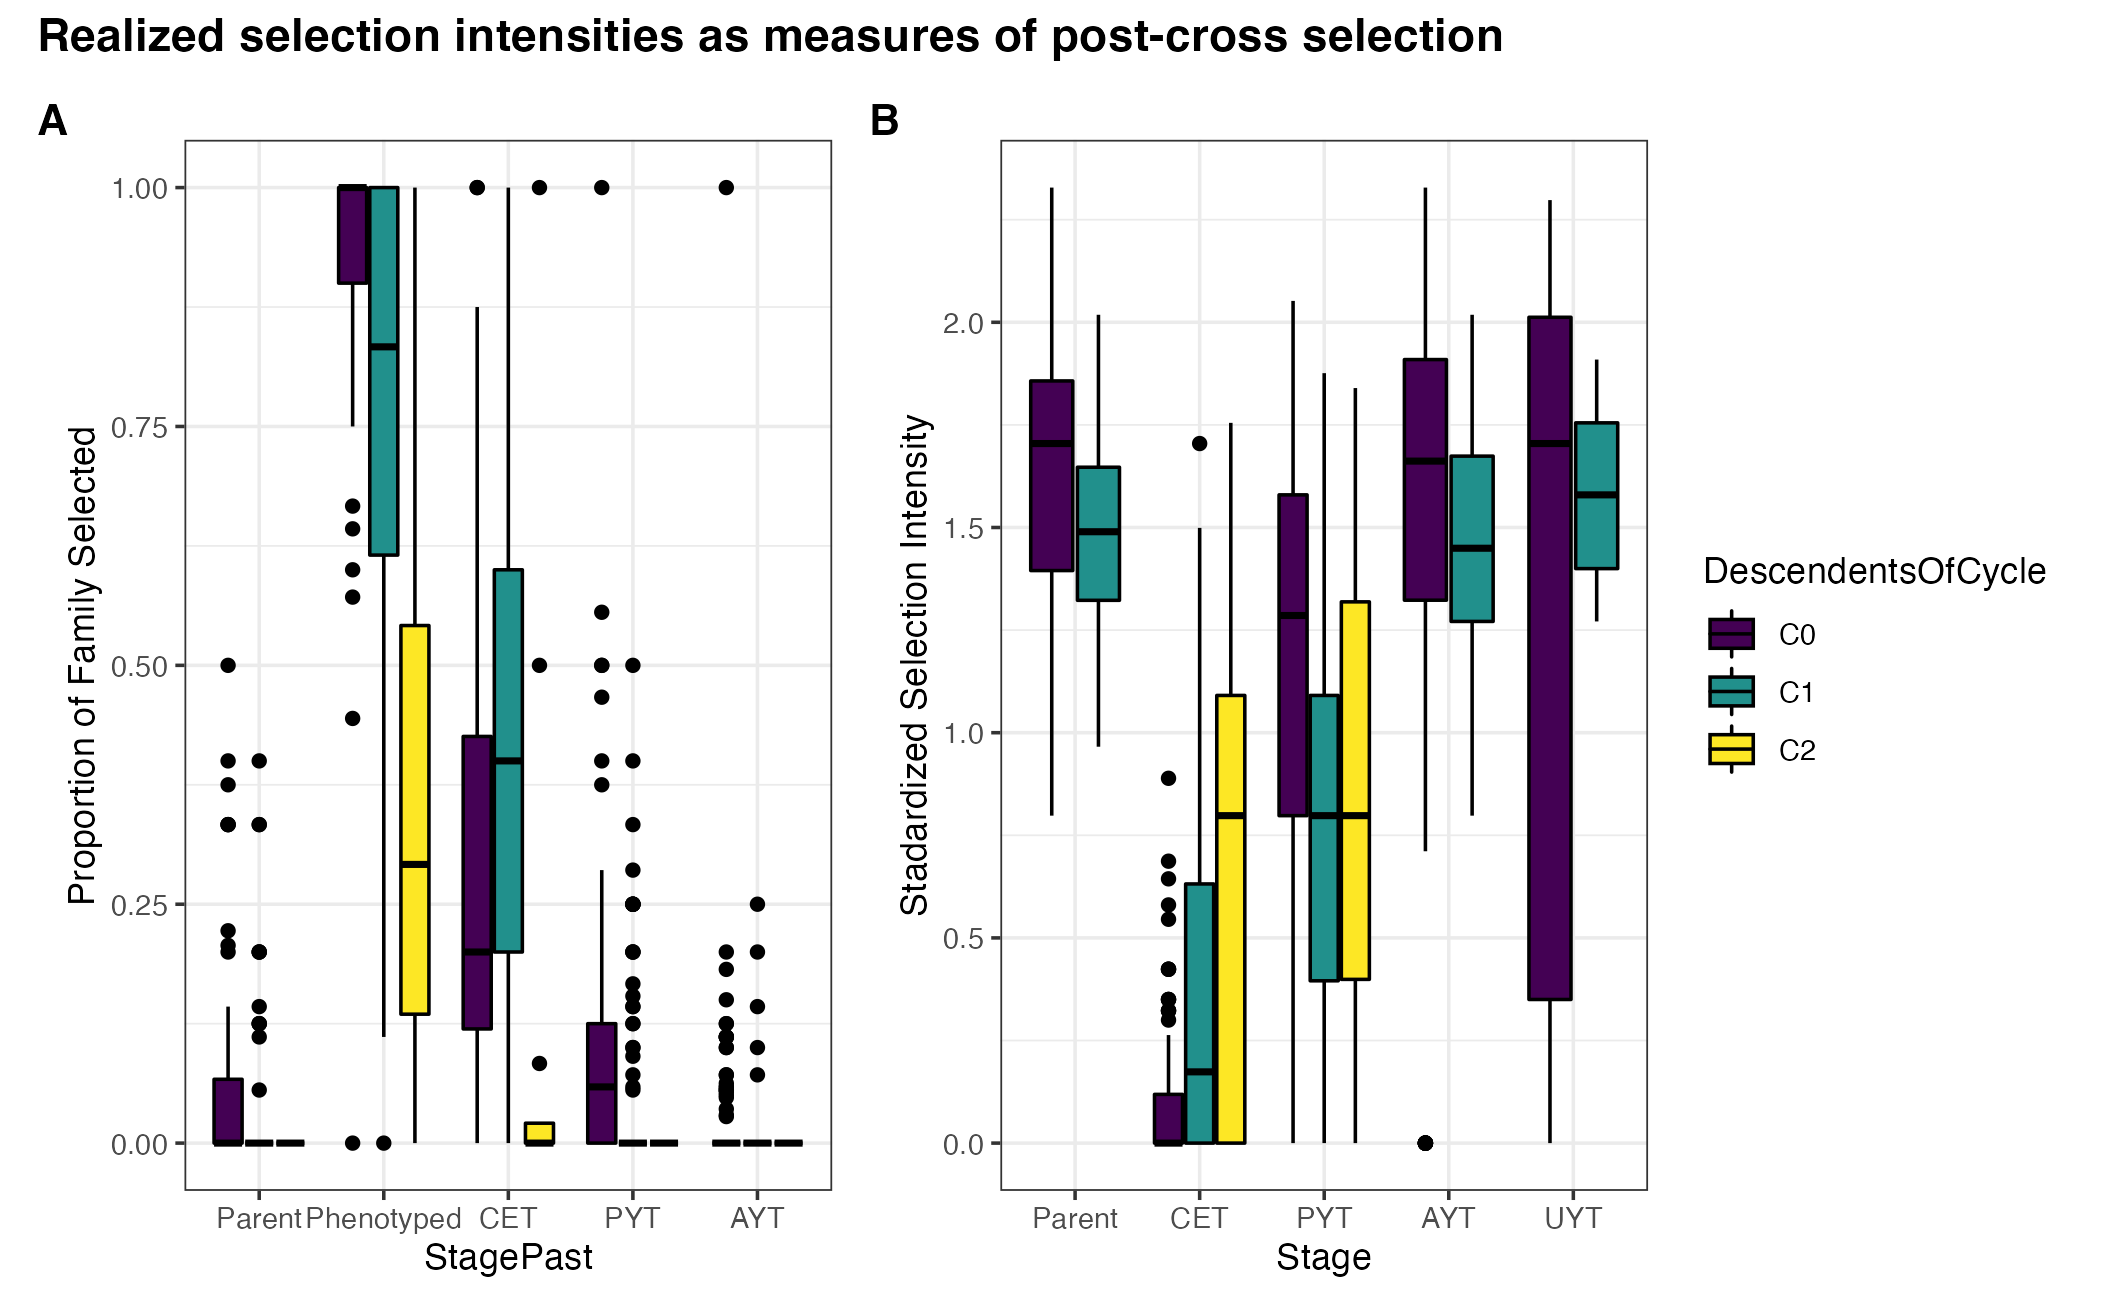 Realized selection intensities as measures of post-cross selection
A
B
Proportion of Family Selected
1.00
0.75
0.50
0.25
0.00
Parent Phenotyped CET PYT AYT
StagePast
Stadardized Selection Intensity
2.0
1.5
1.0
0.5
0.0
Parent CET PYT AYT UYT
Stage
DescendentsOfCycle
C0
C1
C2